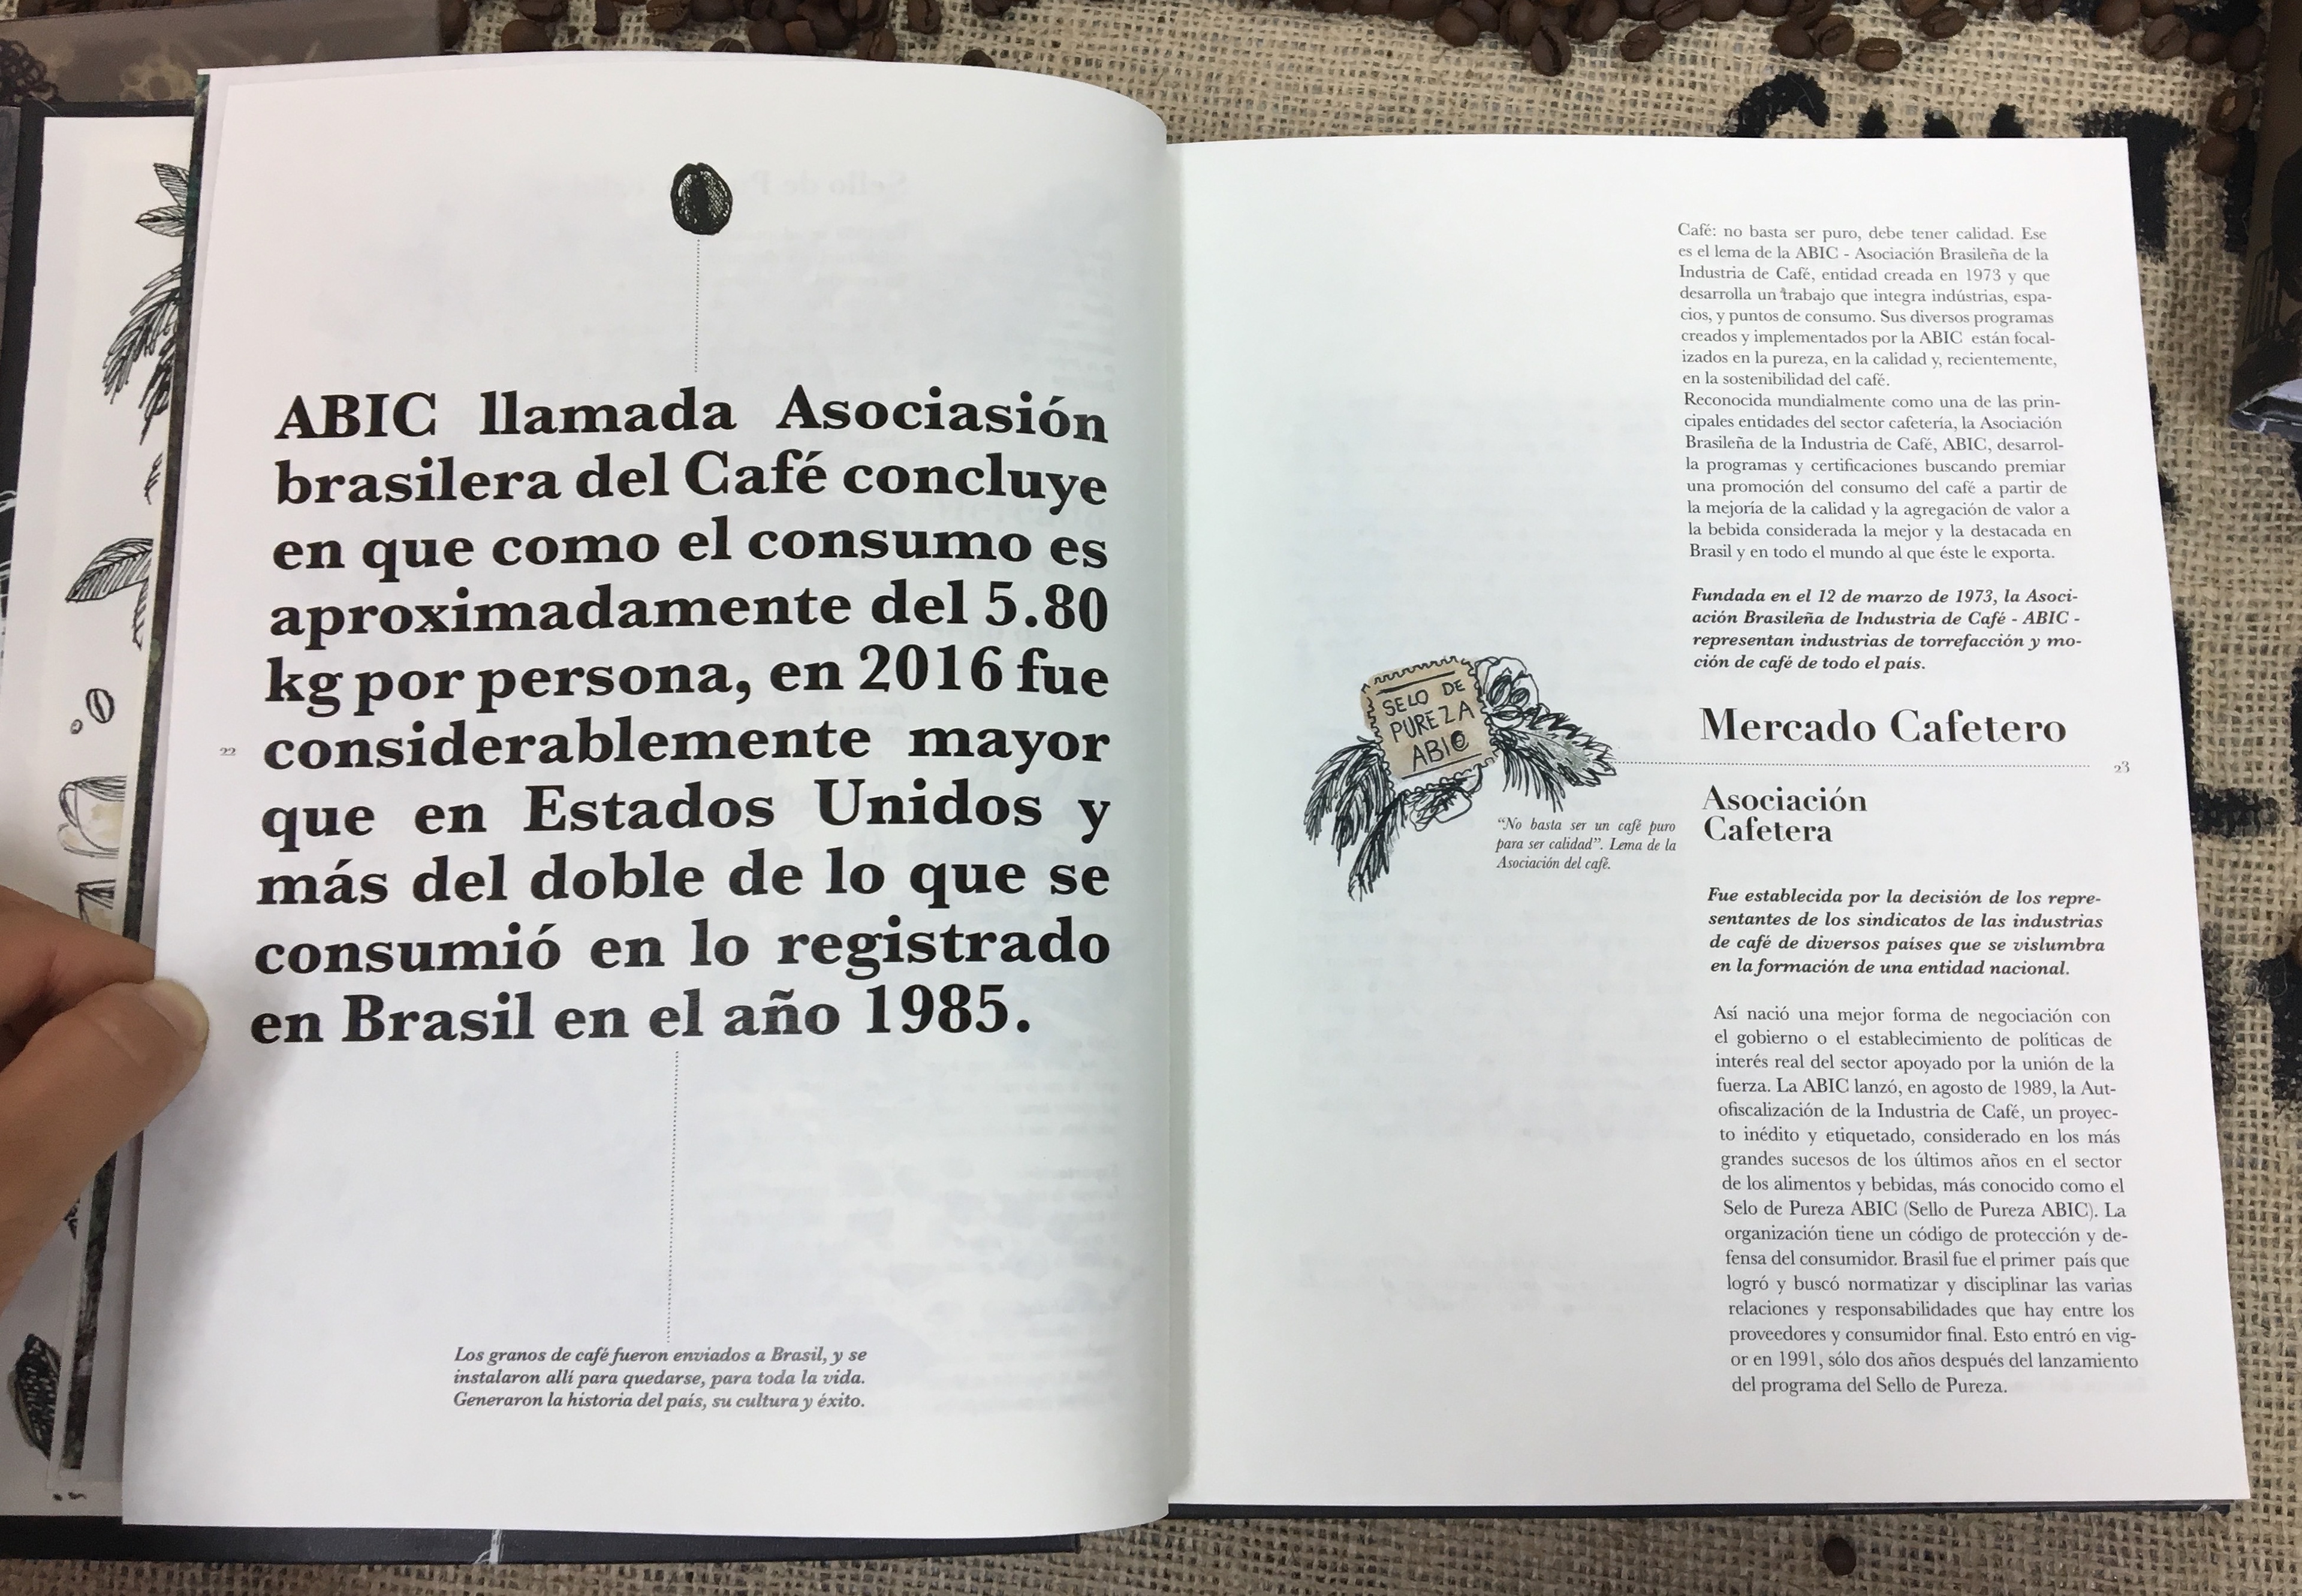 ABIC llamada Asociasión
brasilera del Café concluye
en que como el consumo es
aproximadamente del 5.80
kg por persona, en 2016 fue
considerablemente mayor
que en Estados Unidos y
más del doble de lo que se
consumió en lo registrado
en Brasil en el año 1985.
22
Los granos de café fueron enviados a Brasil, y se
instalaron allí para quedarse, para toda la vida.
Generaron la historia del país, su cultura y éxito.
Café: no basta ser puro, debe tener calidad. Ese
es el lema de la ABIC - Asociación Brasileña de la
Industria de Café, entidad creada en 1973 y que
desarrolla un trabajo que integra indústrias, espa-
cios, y puntos de consumo. Sus diversos programas
creados y implementados por la ABIC están focal-
izados en la pureza, en la calidad y, recientemente,
en la sostenibilidad del café.
Reconocida mundialmente como una de las prin-
cipales entidades del sector cafetería, la Asociación
Brasileña de la Industria de Café, ABIC, desarrol-
la programas y certificaciones buscando premiar
una promoción del consumo del café a partir de
la mejoría de la calidad y la agregación de valor a
la bebida considerada la mejor y la destacada en
Brasil y en todo el mundo al que éste le exporta.
Fundada en el 12 de marzo de 1973, la Asoci-
ación Brasileña de Industria de Café - ABIC -
representan industrias de torrefacción y mo-
ción de café de todo el país.
SELO DE
PUREZA
ABIC
Mercado Cafetero
23
Asociación
Cafetera
“No basta ser un café puro
para ser calidad”. Lema de la
Asociación del café.
Fue establecida por la decisión de los repre-
sentantes de los sindicatos de las industrias
de café de diversos países que se vislumbra
en la formación de una entidad nacional.
Así nació una mejor forma de negociación con
el gobierno o el establecimiento de políticas de
interés real del sector apoyado por la unión de la
fuerza. La ABIC lanzó, en agosto de 1989, la Aut-
ofiscalización de la Industria de Café, un proyec-
to inédito y etiquetado, considerado en los más
grandes sucesos de los últimos años en el sector
de los alimentos y bebidas, más conocido como el
Selo de Pureza ABIC (Sello de Pureza ABIC). La
organización tiene un código de protección y de-
fensa del consumidor. Brasil fue el primer país que
logró y buscó normatizar y disciplinar las varias
relaciones y responsabilidades que hay entre los
proveedores y consumidor final. Esto entró en vig-
or en 1991, sólo dos años después del lanzamiento
del programa del Sello de Pureza.